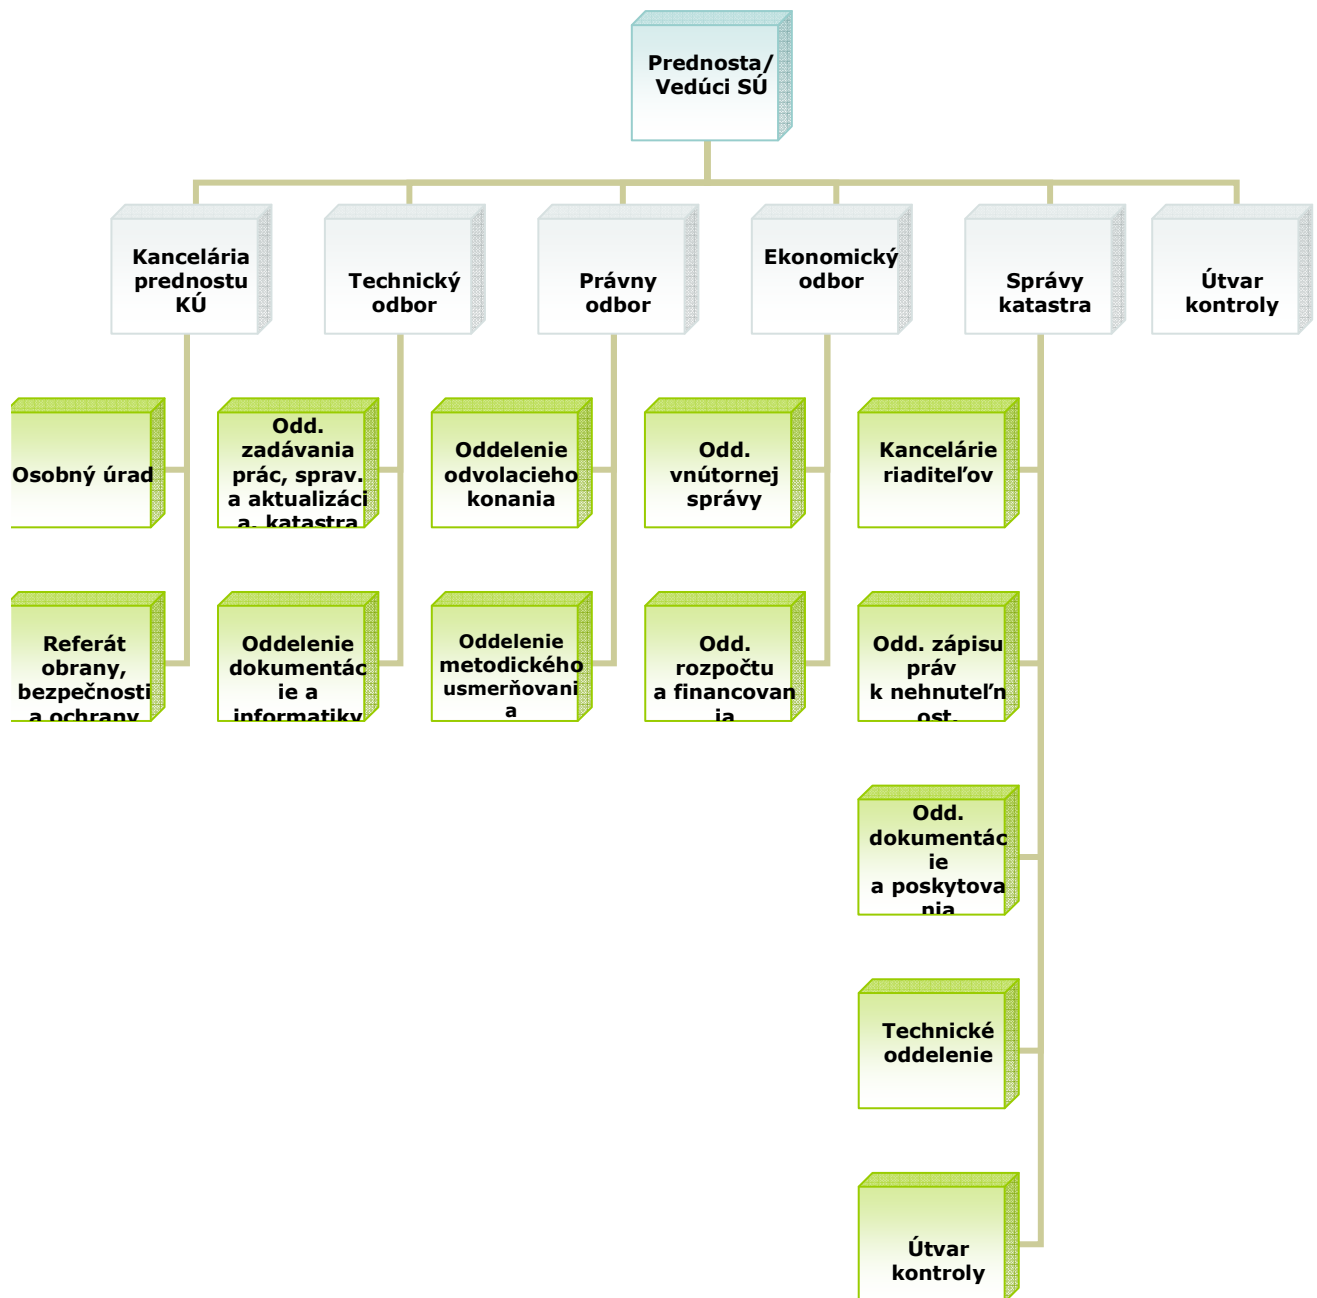 Prednosta/
Vedúci SÚ
Kancelária
prednostu
KÚ
Technický
odbor
Právny
odbor
Ekonomický
odbor
Správy
katastra
Útvar
kontroly
Osobný úrad
Odd.
zadávania
prác, sprav.
a aktualizáci
a. katastra
Oddelenie
odvolacieho
konania
Odd.
vnútornej
správy
Kancelárie
riaditeľov
Referát
obrany,
bezpečnosti
a ochrany
Oddelenie
dokumentác
ie a
informatiky
Oddelenie
metodického
usmerňovani
a
Odd.
rozpočtu
a financovan
ia
Odd. zápisu
práv
k nehnuteľn
ost.
Odd.
dokumentác
ie
a poskytova
nia
Technické
oddelenie
Útvar
kontroly